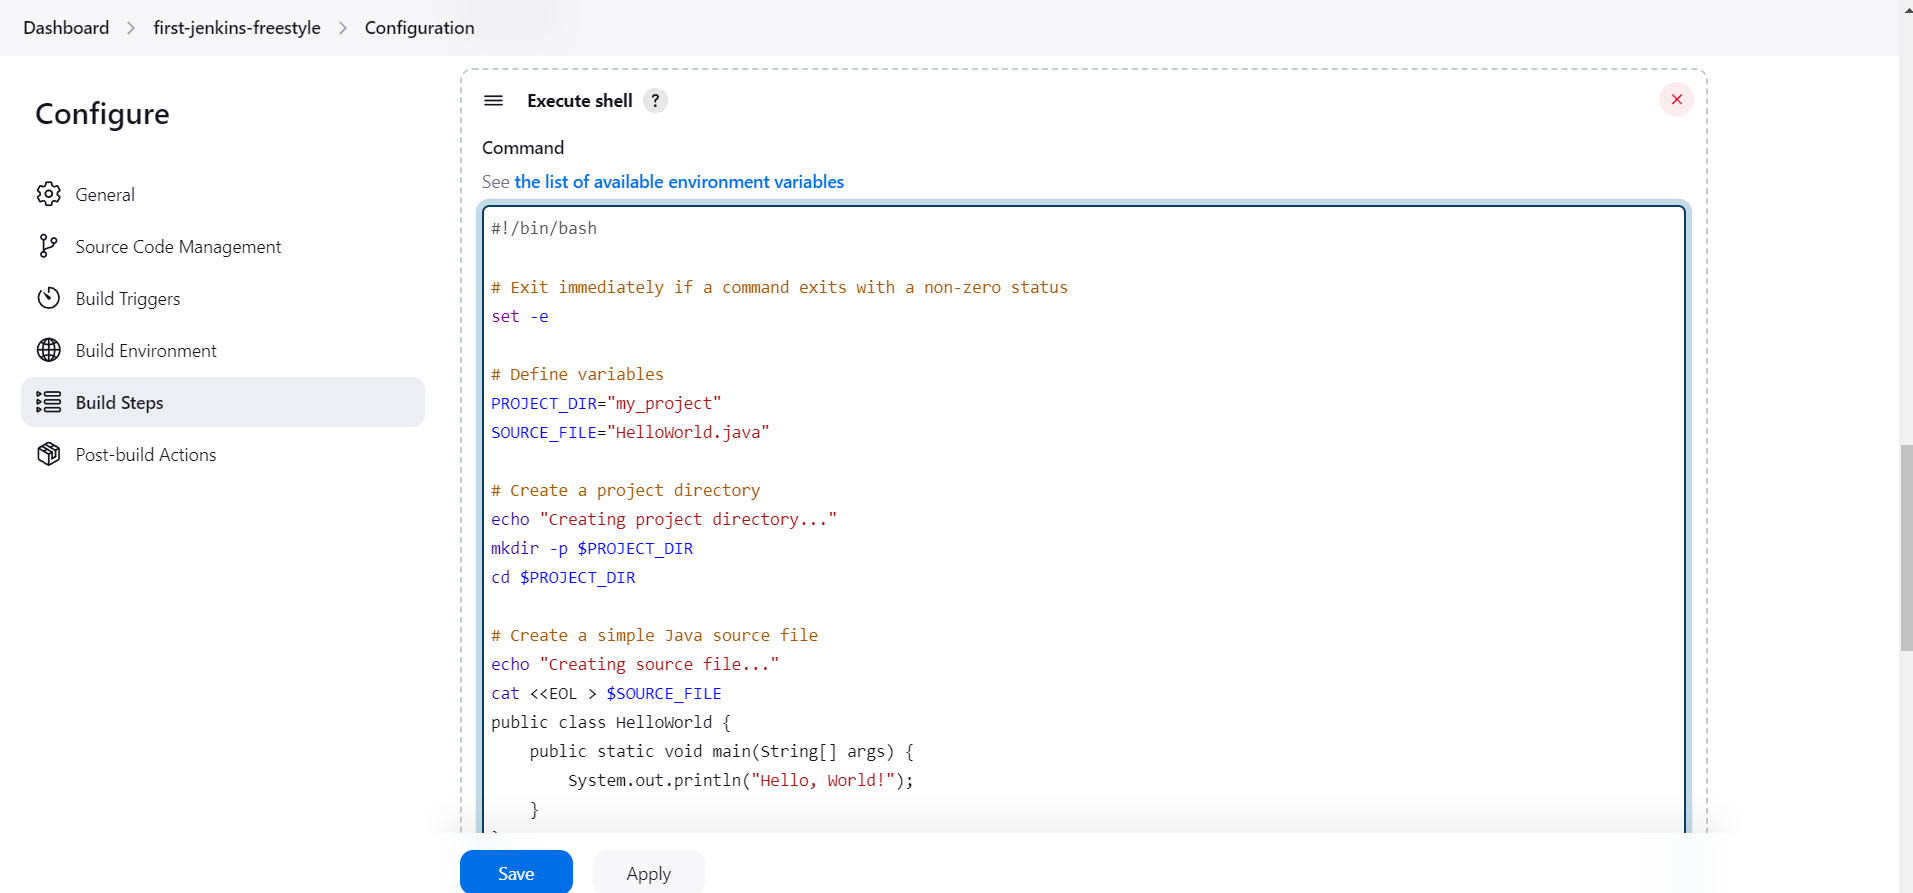 Dashboard > first-jenkins-freestyle > Configuration
Configure
General
Source Code Management
Build Triggers
Build Environment
Build Steps
Post-build Actions
Execute shell ?
Command
See the list of available environment variables
#!/bin/bash
# Exit immediately if a command exits with a non-zero status
set -e
# Define variables
PROJECT_DIR="my_project"
SOURCE_FILE="HelloWorld.java"
# Create a project directory
echo "Creating project directory..."
mkdir -p $PROJECT_DIR
cd $PROJECT_DIR
# Create a simple Java source file
echo "Creating source file..."
cat <<EOL > $SOURCE_FILE
public class HelloWorld {
    public static void main(String[] args) {
        System.out.println("Hello, World!");
    }
Save Apply